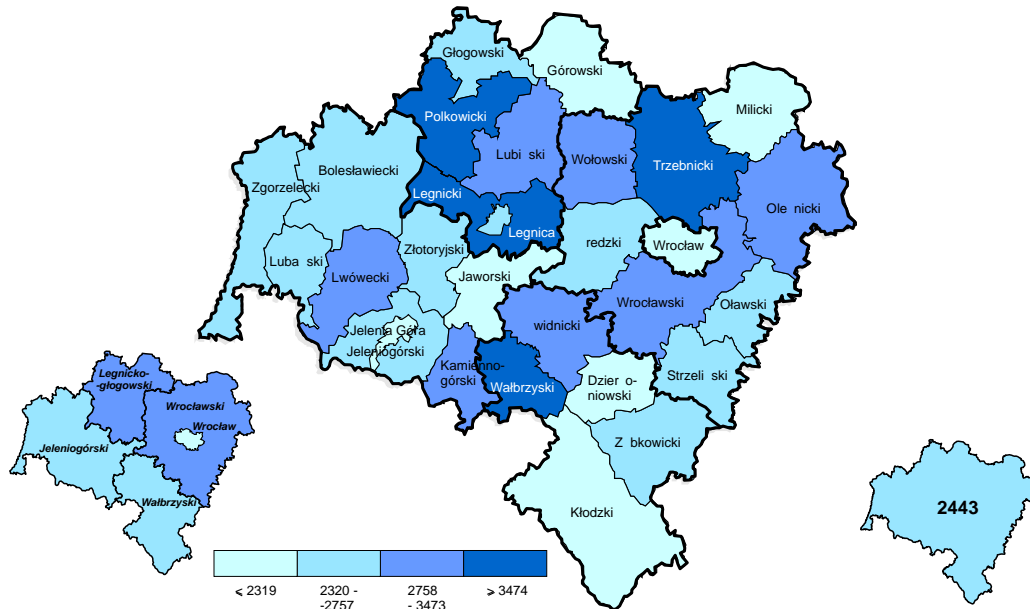 Głogowski
Górowski
Milicki
Polkowicki
Lubi ski
Wołowski
Trzebnicki
Bolesławiecki
Zgorzelecki
Legnicki
Ole nicki
Legnica
redzki
Wrocław
Złotoryjski
Luba ski
Lwówecki
Jaworski
Wrocławski
Oławski
Jelenia Góra
widnicki
Jeleniogórski
Kamienno-
górski
Wałbrzyski
Dzier o-
niowski
Strzeli ski
Z bkowicki
Kłodzki
Legnicko-
głogowski
Wrocławski
Wrocław
Jeleniogórski
Wałbrzyski
2443
⩽ 2319
2320 -
-2757
2758
- 3473
⩾ 3474